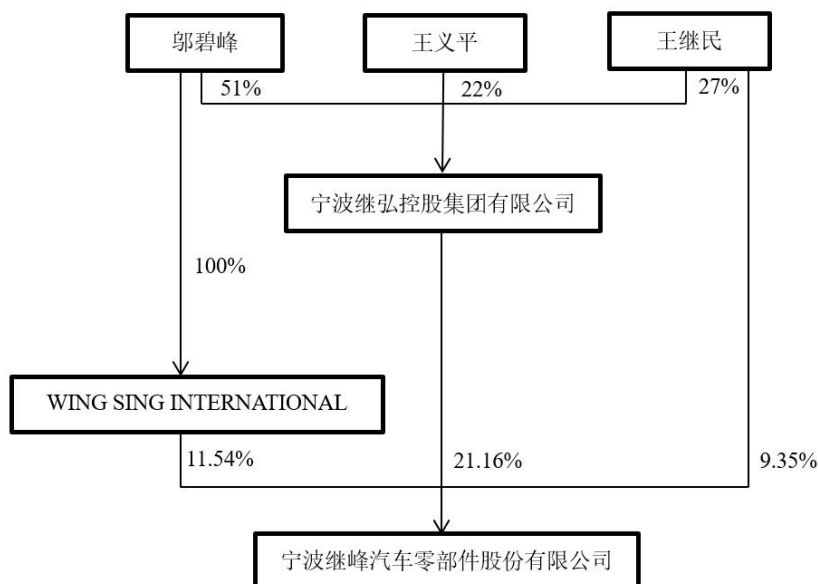 邬碧峰
王义平
王继民
51%
22%
27%
宁波继弘控股集团有限公司
100%
WING SING INTERNATIONAL
11.54%
21.16%
9.35%
宁波继峰汽车零部件股份有限公司